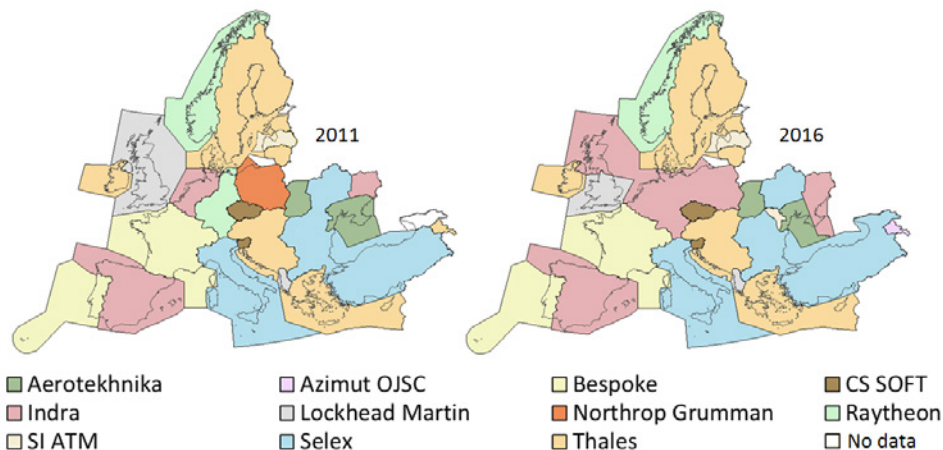 2011
2016
Aerotekhnika
Azimut OJSC
Bespoke
CS SOFT
Indra
Lockhead Martin
Northrop Grumman
Raytheon
SI ATM
Selex
Thales
No data